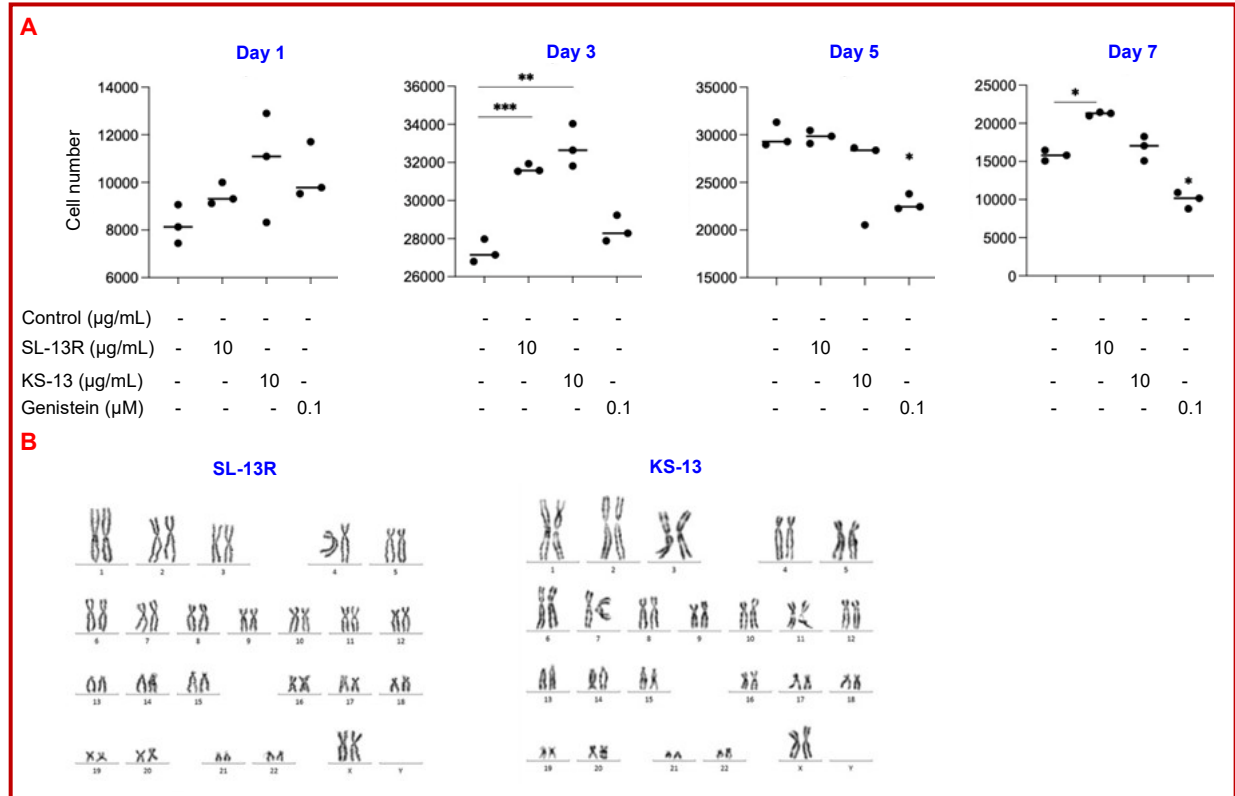 A
Day 1 Day 3 Day 5 Day 7
Cell number
14000
12000
10000
8000
6000
36000
34000
32000
30000
28000
26000
** 
***
35000
30000
25000
20000
15000
*
25000
20000
15000
10000
5000
0
*
*
Control (µg/mL) - - - - - - - - - - - - - - - -
SL-13R (µg/mL) - 10 - - - 10 - - - 10 - - - 10 - -
KS-13 (µg/mL) - - 10 - - - 10 - - - 10 - - - 10 -
Genistein (µM) - - - 0.1 - - - 0.1 - - - 0.1 - - - 0.1
B
SL-13R KS-13
1 2 3 4 5
6 7 8 9 10 11 12
13 14 15 16 17 18
19 20 21 22 X Y
1 2 3 4 5
6 7 8 9 10 11 12
13 14 15 16 17 18
19 20 21 22 X Y